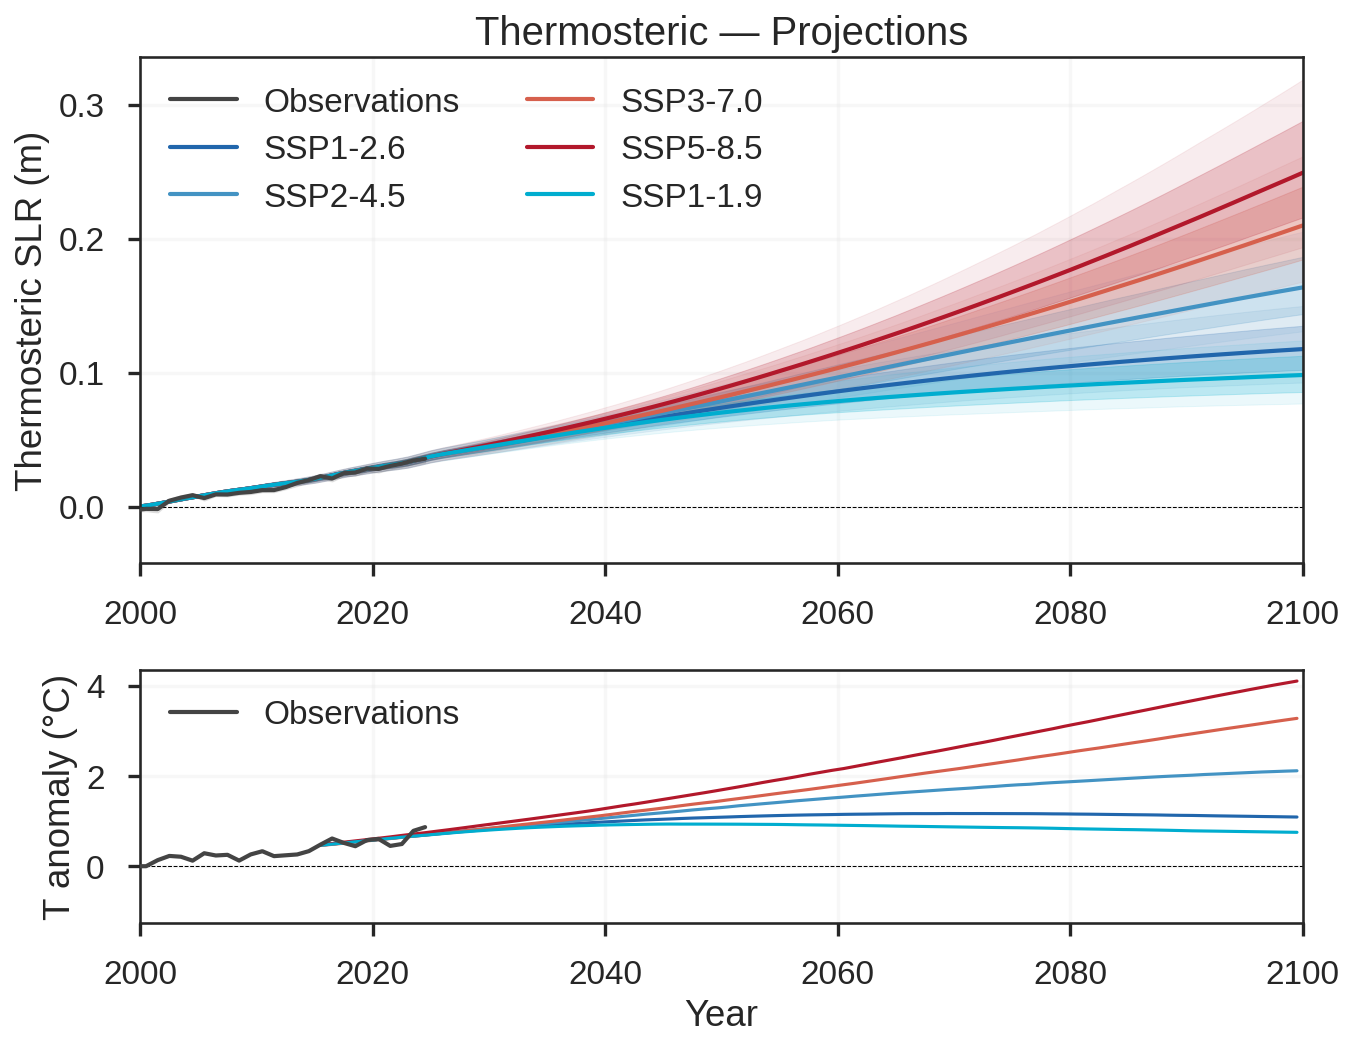 Thermosteric — Projections
Thermosteric SLR (m)
0.3
0.2
0.1
0.0
Observations
SSP1-2.6
SSP2-4.5
SSP3-7.0
SSP5-8.5
SSP1-1.9
2000 2020 2040 2060 2080 2100
T anomaly (°C)
4
2
0
Observations
2000 2020 2040 2060 2080 2100
Year